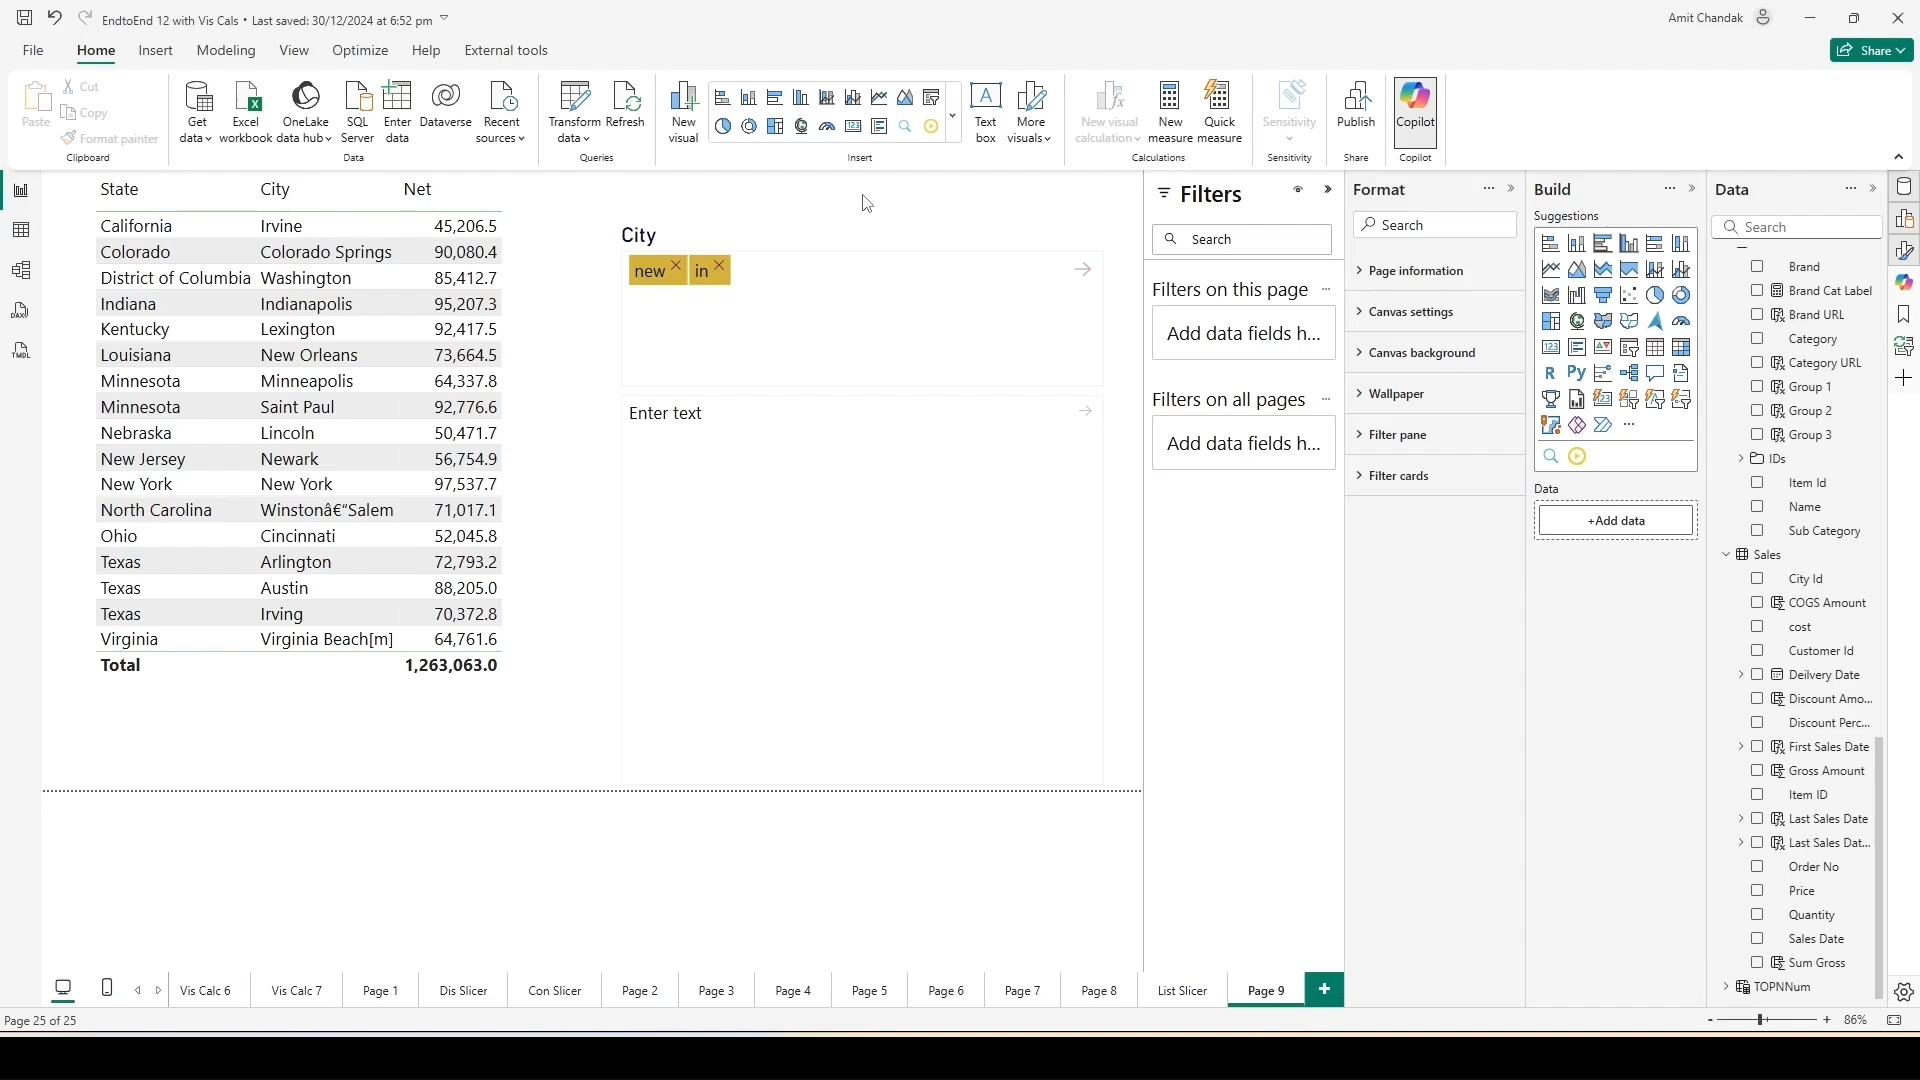 EndtoEnd 12 with Vis Cals • Last saved: 30/12/2024 at 6:52 pm
Amit Chandak
File Home Insert Modeling View Optimize Help External tools
Share
Paste
Cut
Copy
Format painter
Clipboard
Get data
Excel workbook
OneLake data hub
SQL Server
Enter data
Dataverse
Recent sources
Data
Transform data
Refresh
Queries
New visual
Text box
More visuals
Insert
New visual calculation
New measure
Quick measure
Calculations
Sensitivity
Sensitivity
Publish
Share
Copilot
Copilot
State City Net
California Irvine 45,206.5
Colorado Colorado Springs 90,080.4
District of Columbia Washington 85,412.7
Indiana Indianapolis 95,207.3
Kentucky Lexington 92,417.5
Louisiana New Orleans 73,664.5
Minnesota Minneapolis 64,337.8
Minnesota Saint Paul 92,776.6
Nebraska Lincoln 50,471.7
New Jersey Newark 56,754.9
New York New York 97,537.7
North Carolina Winstonâ€“Salem 71,017.1
Ohio Cincinnati 52,045.8
Texas Arlington 72,793.2
Texas Austin 88,205.0
Texas Irving 70,372.8
Virginia Virginia Beach[m] 64,761.6
Total 1,263,063.0
City
new in
Enter text
Filters
Search
Filters on this page
Add data fields h...
Filters on all pages
Add data fields h...
Format
Search
Page information
Canvas settings
Canvas background
Wallpaper
Filter pane
Filter cards
Build
Suggestions
R Py
123
Data
+Add data
Data
Search
Brand
Brand Cat Label
Brand URL
Category
Category URL
Group 1
Group 2
Group 3
IDs
Item Id
Name
Sub Category
Sales
City Id
COGS Amount
cost
Customer Id
Deilvery Date
Discount Amo...
Discount Perc...
First Sales Date
Gross Amount
Item ID
Last Sales Date
Last Sales Dat...
Order No
Price
Quantity
Sales Date
Sum Gross
TOPNNum
DAX
TMDL
Vis Calc 6 Vis Calc 7 Page 1 Dis Slicer Con Slicer Page 2 Page 3 Page 4 Page 5 Page 6 Page 7 Page 8 List Slicer Page 9 +
Page 25 of 25
- + 86%